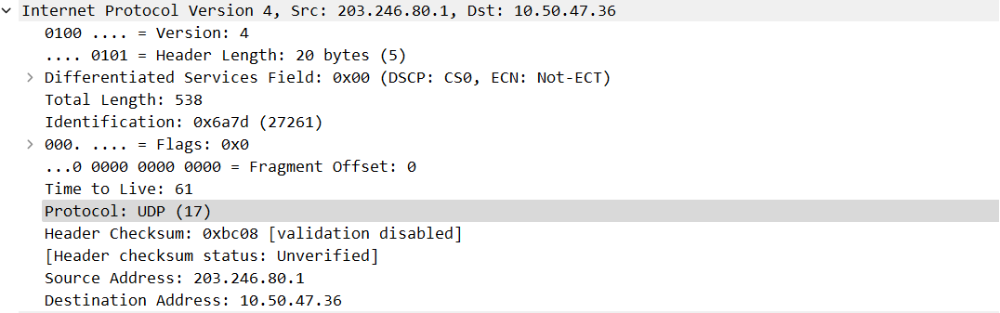 Internet Protocol Version 4, Src: 203.246.80.1, Dst: 10.50.47.36
0100 .... = Version: 4
.... 0101 = Header Length: 20 bytes (5)
Differentiated Services Field: 0x00 (DSCP: CS0, ECN: Not-ECT)
Total Length: 538
Identification: 0x6a7d (27261)
000. .... = Flags: 0x0
...0 0000 0000 0000 = Fragment Offset: 0
Time to Live: 61
Protocol: UDP (17)
Header Checksum: 0xbc08 [validation disabled]
[Header checksum status: Unverified]
Source Address: 203.246.80.1
Destination Address: 10.50.47.36